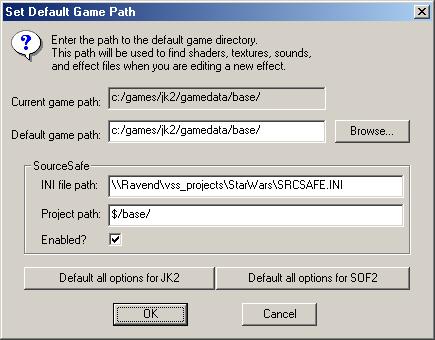 Set Default Game Path
Enter the path to the default game directory.
This path will be used to find shaders, textures, sounds,
and effect files when you are editing a new effect.
Current game path: c:/games/jk2/gamedata/base/
Default game path: c:/games/jk2/gamedata/base/ Browse...
SourceSafe
INI file path: \\Ravend\vss_projects\StarWars\SRCSAFE.INI
Project path: $/base/
Enabled?
Default all options for JK2 Default all options for SOF2
OK Cancel